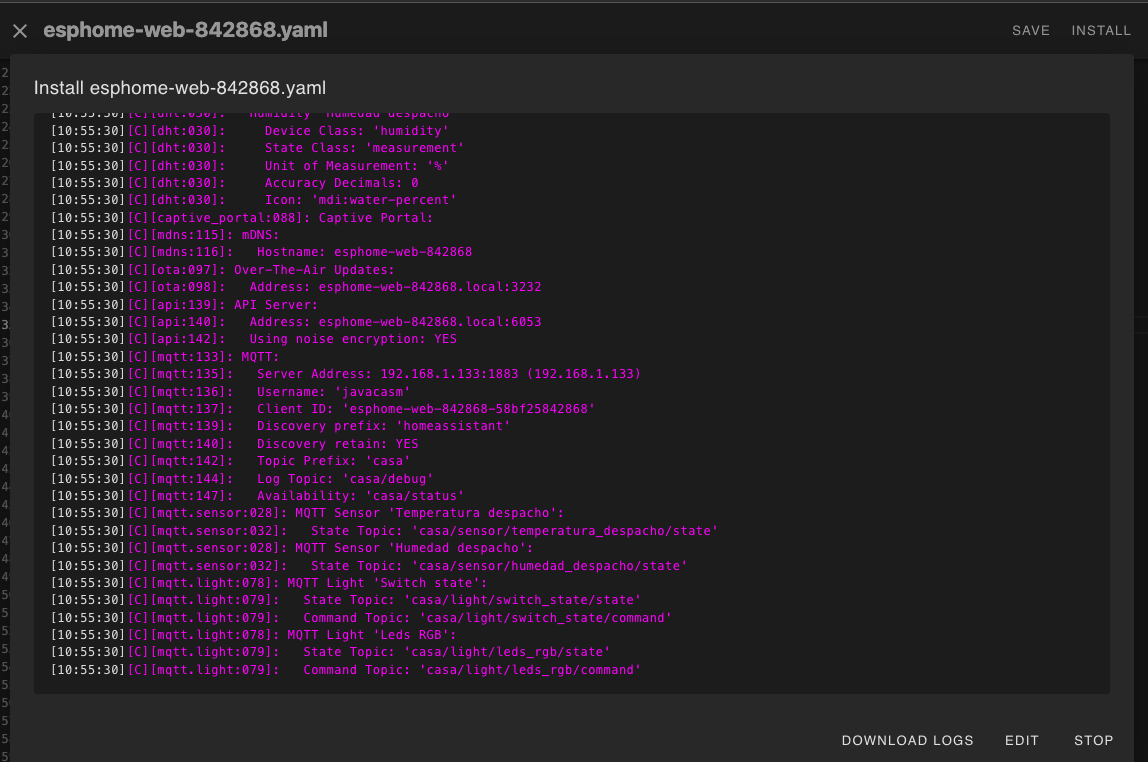 esphome-web-842868.yaml
SAVE
INSTALL
Install esphome-web-842868.yaml
[10:55:30][C][dht:030]:   Humidity 'Humedad despacho'
[10:55:30][C][dht:030]:     Device Class: 'humidity'
[10:55:30][C][dht:030]:     State Class: 'measurement'
[10:55:30][C][dht:030]:     Unit of Measurement: '%'
[10:55:30][C][dht:030]:     Accuracy Decimals: 0
[10:55:30][C][dht:030]:     Icon: 'mdi:water-percent'
[10:55:30][C][captive_portal:088]: Captive Portal:
[10:55:30][C][mdns:115]: mDNS:
[10:55:30][C][mdns:116]:   Hostname: esphome-web-842868
[10:55:30][C][ota:097]: Over-The-Air Updates:
[10:55:30][C][ota:098]:   Address: esphome-web-842868.local:3232
[10:55:30][C][api:139]: API Server:
[10:55:30][C][api:140]:   Address: esphome-web-842868.local:6053
[10:55:30][C][api:142]:   Using noise encryption: YES
[10:55:30][C][mqtt:133]: MQTT:
[10:55:30][C][mqtt:135]:   Server Address: 192.168.1.133:1883 (192.168.1.133)
[10:55:30][C][mqtt:136]:   Username: 'javacasm'
[10:55:30][C][mqtt:137]:   Client ID: 'esphome-web-842868-58bf25842868'
[10:55:30][C][mqtt:139]:   Discovery prefix: 'homeassistant'
[10:55:30][C][mqtt:140]:   Discovery retain: YES
[10:55:30][C][mqtt:142]:   Topic Prefix: 'casa'
[10:55:30][C][mqtt:144]:   Log Topic: 'casa/debug'
[10:55:30][C][mqtt:147]:   Availability: 'casa/status'
[10:55:30][C][mqtt.sensor:028]: MQTT Sensor 'Temperatura despacho':
[10:55:30][C][mqtt.sensor:032]:   State Topic: 'casa/sensor/temperatura_despacho/state'
[10:55:30][C][mqtt.sensor:028]: MQTT Sensor 'Humedad despacho':
[10:55:30][C][mqtt.sensor:032]:   State Topic: 'casa/sensor/humedad_despacho/state'
[10:55:30][C][mqtt.light:078]: MQTT Light 'Switch state':
[10:55:30][C][mqtt.light:079]:   State Topic: 'casa/light/switch_state/state'
[10:55:30][C][mqtt.light:079]:   Command Topic: 'casa/light/switch_state/command'
[10:55:30][C][mqtt.light:078]: MQTT Light 'Leds RGB':
[10:55:30][C][mqtt.light:079]:   State Topic: 'casa/light/leds_rgb/state'
[10:55:30][C][mqtt.light:079]:   Command Topic: 'casa/light/leds_rgb/command'
DOWNLOAD LOGS
EDIT
STOP